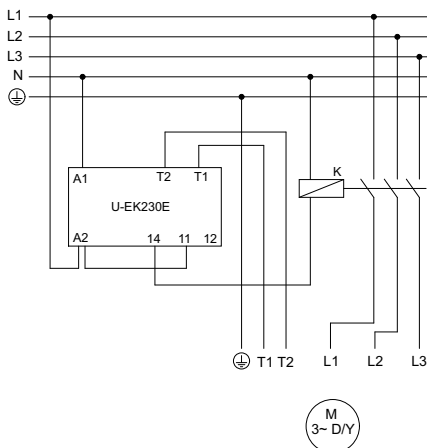 L1
L2
L3
N
K
A1 T2 T1
U-EK230E
A2 14 11 12
T1 T2 L1 L2 L3
M
3~ D/Y